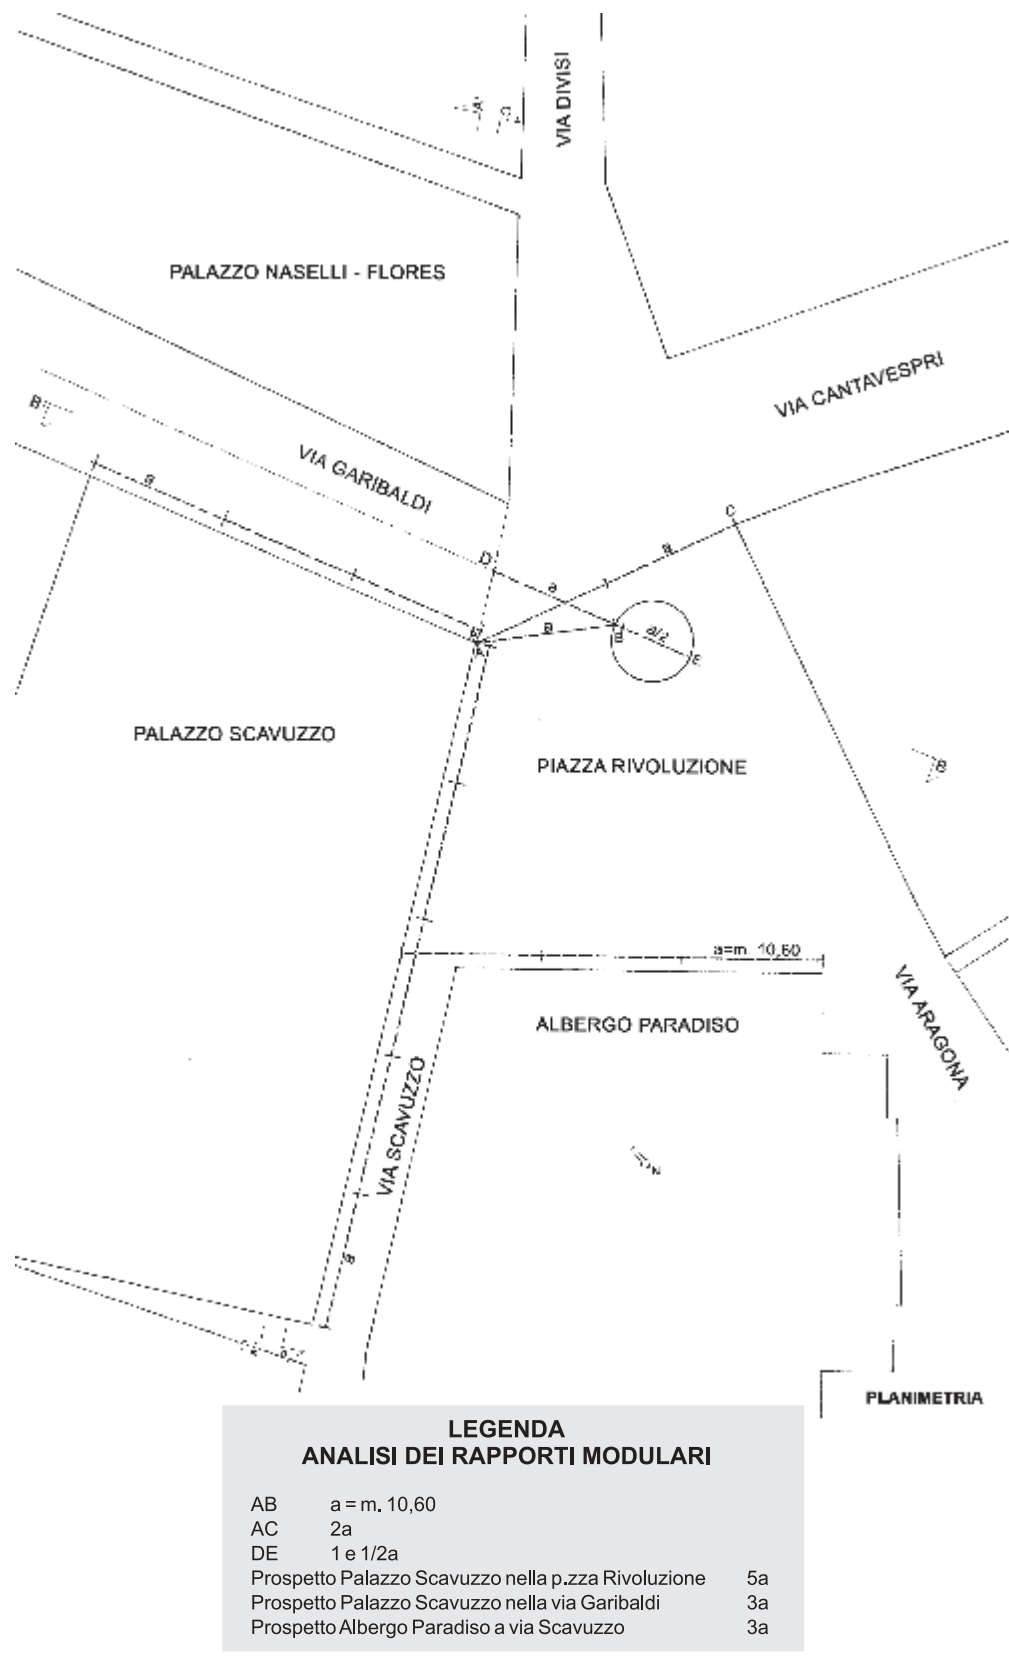 VIA DIVISI
PALAZZO NASELLI - FLORES
VIA CANTAVESPRI
B
VIA GARIBALDI
a
C
a
D
a
a
B
a/2
E
A
PALAZZO SCAVUZZO
PIAZZA RIVOLUZIONE
B
a=m. 10,60
ALBERGO PARADISO
VIA ARAGONA
VIA SCAVUZZO
N
a
PLANIMETRIA
LEGENDA
ANALISI DEI RAPPORTI MODULARI
AB a = m. 10,60
AC 2a
DE 1 e 1/2a
Prospetto Palazzo Scavuzzo nella p.zza Rivoluzione 5a
Prospetto Palazzo Scavuzzo nella via Garibaldi 3a
Prospetto Albergo Paradiso a via Scavuzzo 3a